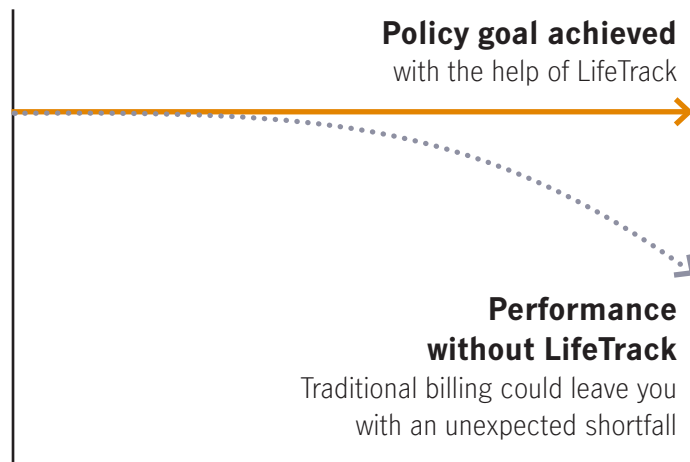 Policy goal achieved
with the help of LifeTrack
Performance
without LifeTrack
Traditional billing could leave you
with an unexpected shortfall